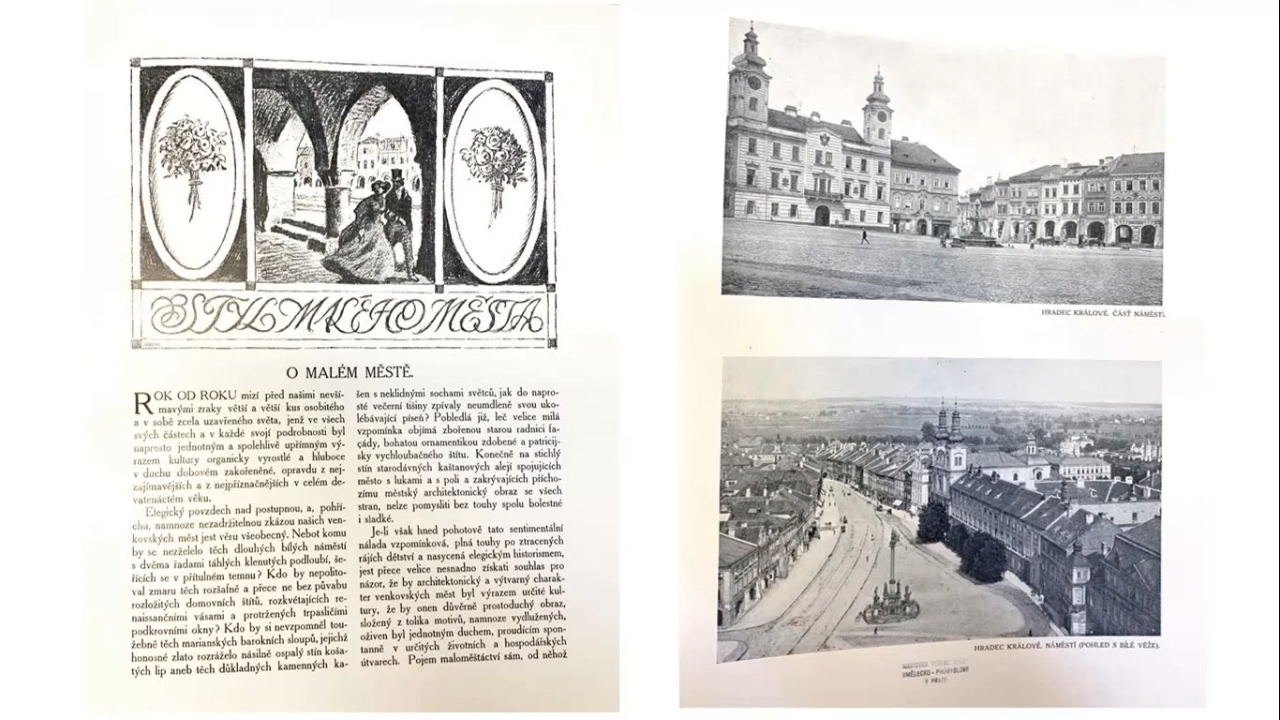 STYL MALÉHO MĚSTA
O MALÉM MĚSTĚ.
ROK OD ROKU mizí před našimi nevší-
mavými zraky větší a větší kus osobitého
a v sobě zcela uzavřeného světa, jenž ve všech
svých částech a v každé svojí podrobnosti byl
naprosto jednotným a spolehlivě upřímným vý-
razem kultury organicky vyrostlé a hluboce
v duchu dobovém zakořeněné, opravdu z nej-
zajímavějších a z nejpříznačnějších v celém de-
vatenáctém věku.
Elegický povzdech nad postupnou, a, pohří-
chu, namnoze nezadržitelnou zkázou našich ven-
kovských měst jest věru všeobecný. Nebot komu
by se nezželelo těch dlouhých bílých náměstí
s dvěma řadami táhlých klenutých podloubí, še-
řících se v přítulném temnu? Kdo by nepolito-
val zmaru těch rozšafně a přece ne bez půvabu
rozložitých domovních štítů, rozkvétajících re-
naissančními vásami a protržených trpasličími
podkrovními okny? Kdo by si nevzpomněl tou-
žebně těch marianských barokních sloupů, jejichž
honosné zlato rozráželo násilně ospalý stín koša-
tých lip aneb těch důkladných kamenných ka-
šen s neklidnými sochami světců, jak do napro-
sté večerní tišiny zpívaly neumdleně svou uko-
lébávající píseň? Pobledlá již, leč velice milá
vzpomínka objímá zbořenou starou radnici fa-
çády, bohatou ornamentikou zdobené a patricij-
sky vychloubačného štítu. Konečně na stichlý
stín starodávných kaštanových alejí spojujících
město s lukami a s poli a zakrývajících přícho-
zímu městský architektonický obraz se všech
stran, nelze pomysliti bez touhy spolu bolestné
i sladké.
Je-li však hned pohotově tato sentimentální
nálada vzpomínková, plná touhy po ztracených
rájích dětství a nasycená elegickým historismem,
jest přece velice nesnadno získati souhlas pro
názor, že by architektonický a výtvarný charak-
ter venkovských měst byl výrazem určité kul-
tury, že by onen důvěrně prostoduchý obraz,
složený z tolika motivů, namnoze vydlužených,
oživen byl jednotným duchem, proudícím spon-
tanně v určitých životních a hospodářských
útvarech. Pojem maloměštáctví sám, od něhož
HRADEC KRÁLOVÉ. ČÁSŤ NÁMĚSTÍ.
HRADEC KRÁLOVÉ. NÁMĚSTÍ (POHLED S BÍLÉ VĚŽE).
UMĚLECKO-PRŮMYSLOVÉ
V PRAZE